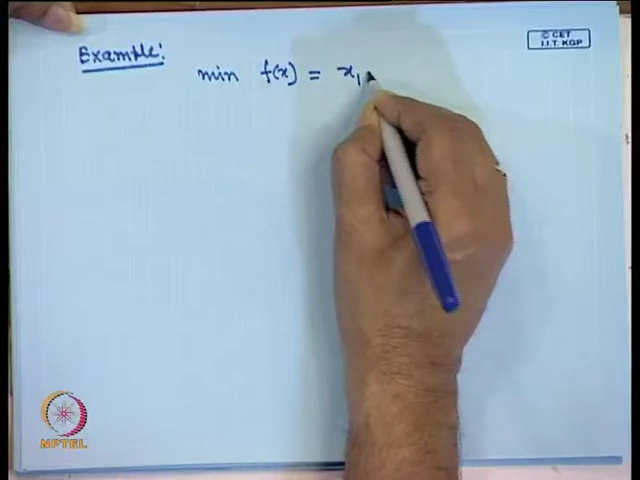 Example:
min f(x) = x₁
© CET
I.I.T. KGP
NPTEL